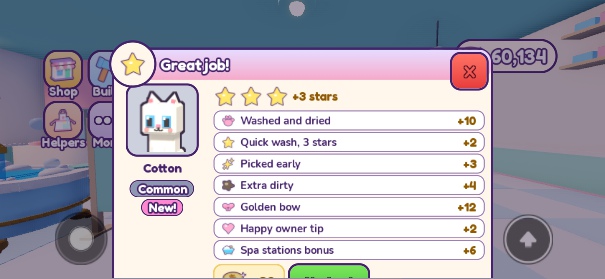 Great job!
60,134
Shop
Helpers
+3 stars
Washed and dried +10
Quick wash, 3 stars +2
Picked early +3
Extra dirty +4
Golden bow +12
Happy owner tip +2
Spa stations bonus +6
Cotton
Common
New!